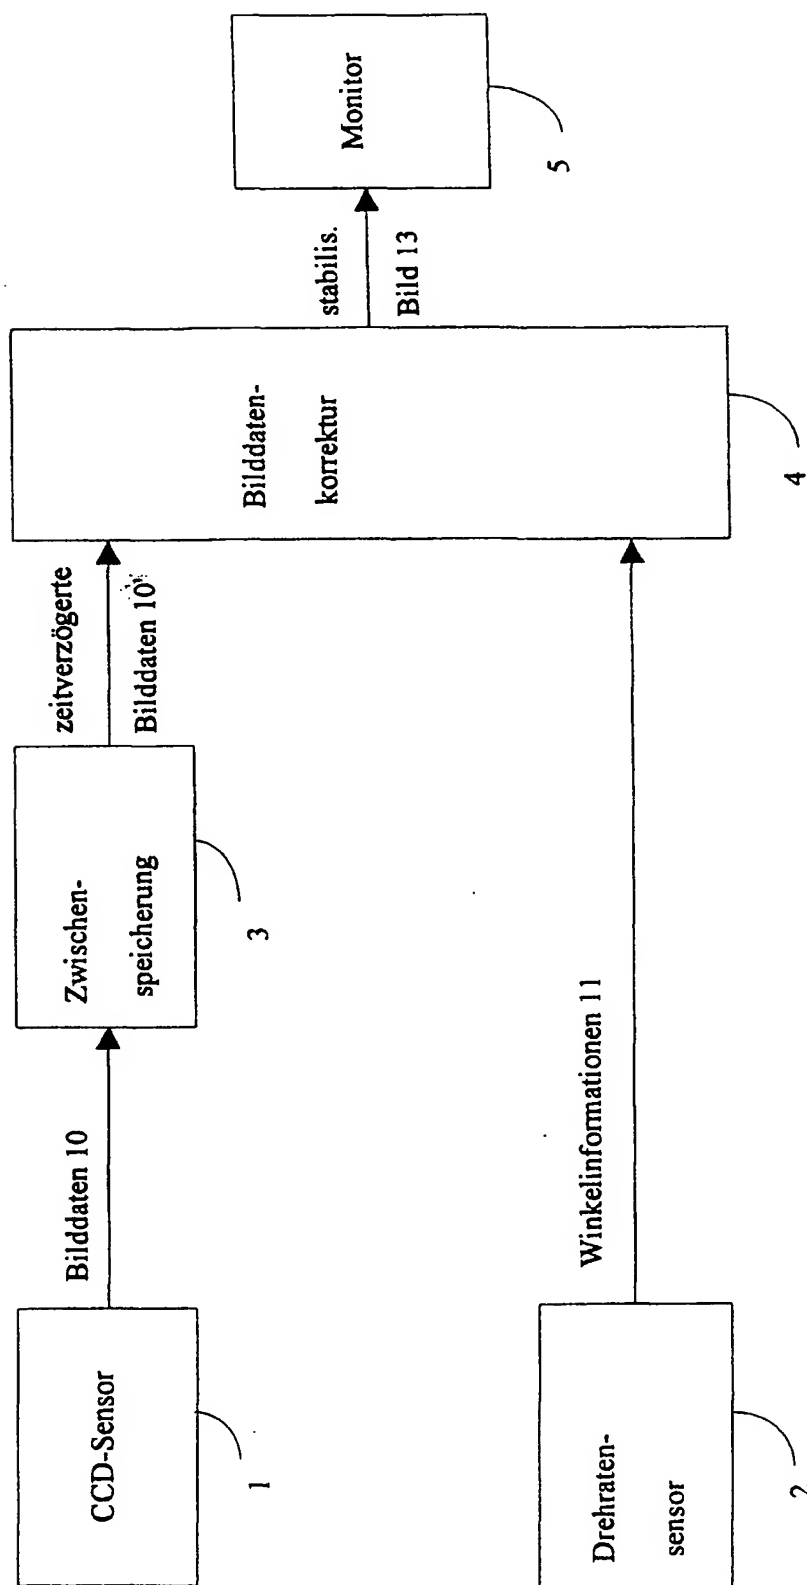 CCD-Sensor
1
Bilddaten 10
Zwischen-
speicherung
3
zeitverzögerte
Bilddaten 10'
Bilddaten-
korrektur
4
stabilis.
Bild 13
Monitor
5
Drehraten-
sensor
2
Winkelinformationen 11